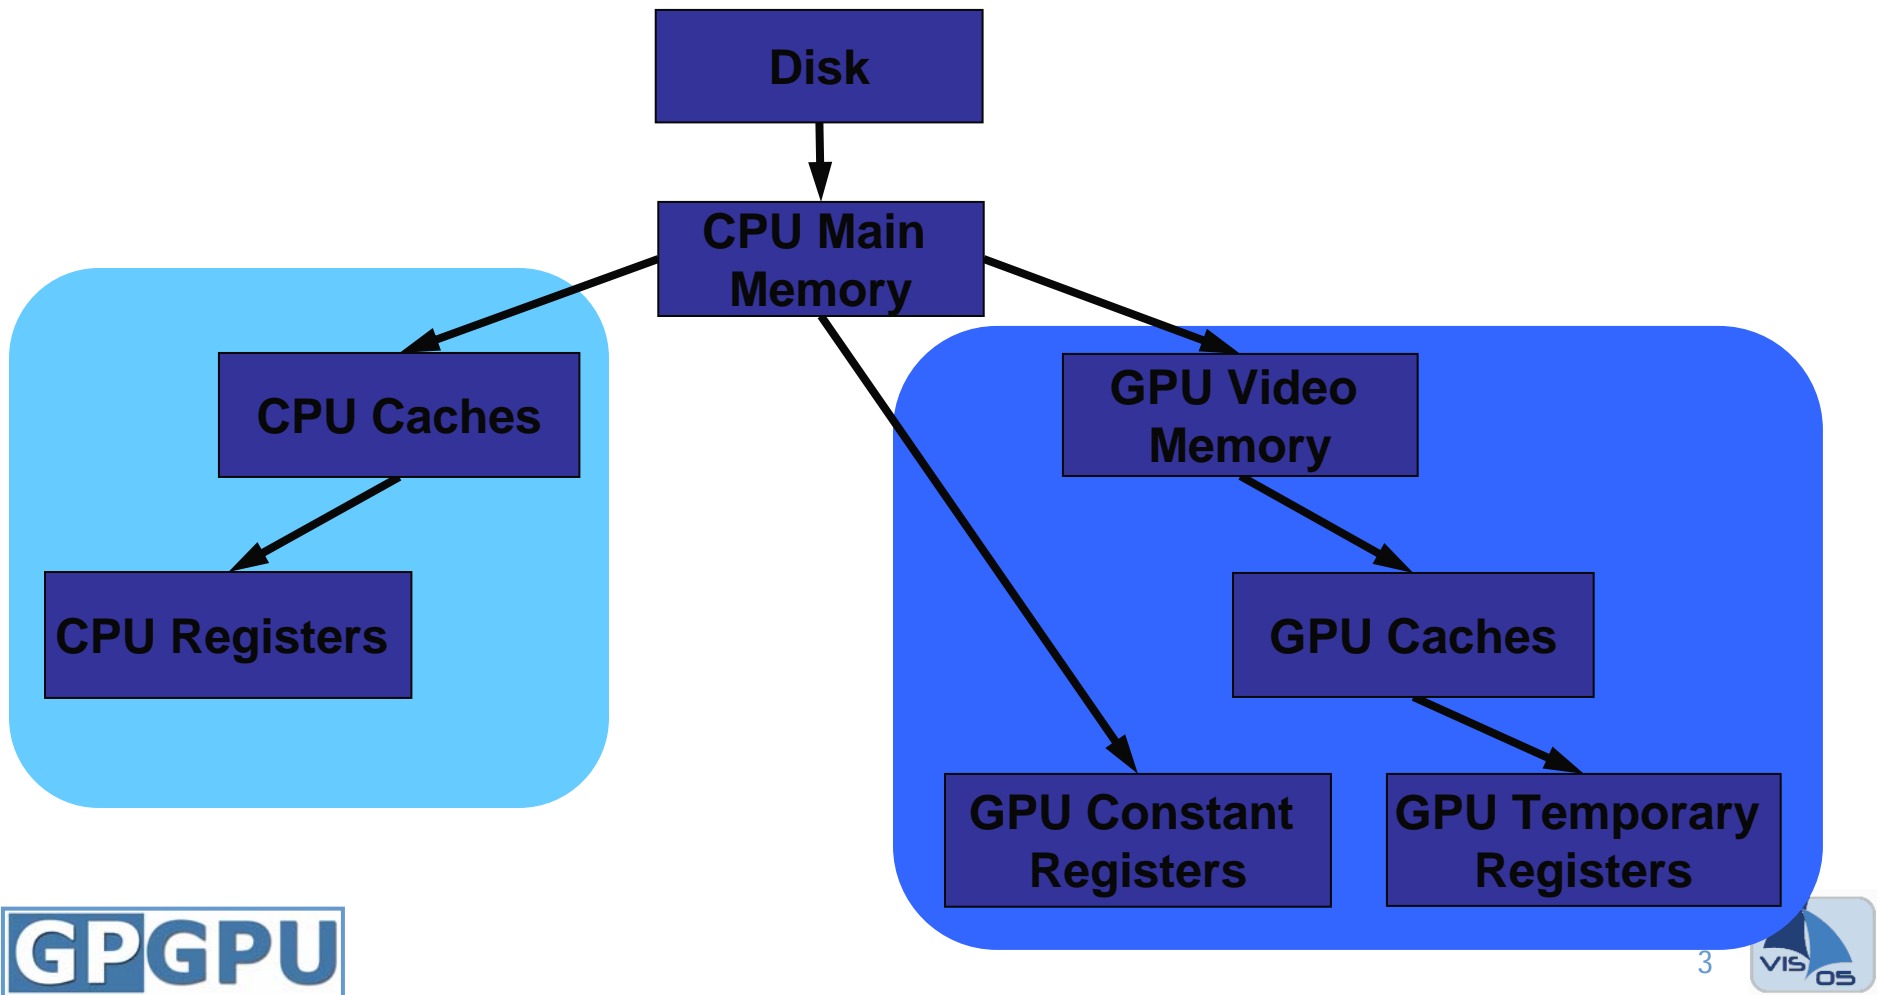 Disk
CPU Main
Memory
CPU Caches
GPU Video
Memory
CPU Registers
GPU Caches
GPU Constant
Registers
GPU Temporary
Registers
GPGPU
3
VIS
05